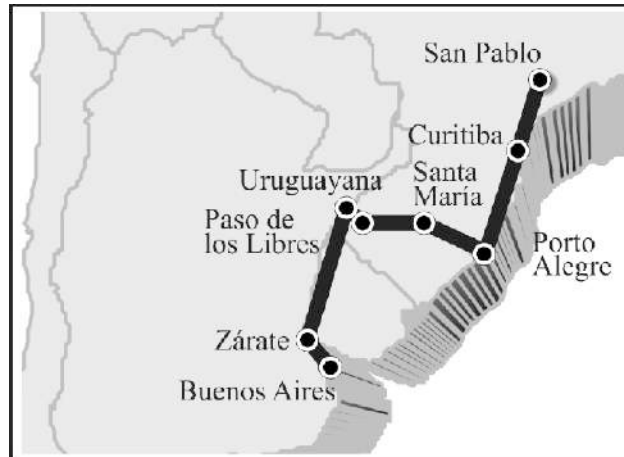 San Pablo
Curitiba
Santa
María
Uruguayana
Paso de
los Libres
Porto
Alegre
Zárate
Buenos Aires